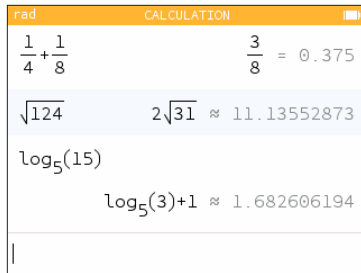 rad CALCULATION
1/4+1/8 3/8 = 0.375
√124 2√31 ≈ 11.13552873
log₅(15)
log₅(3)+1 ≈ 1.682606194